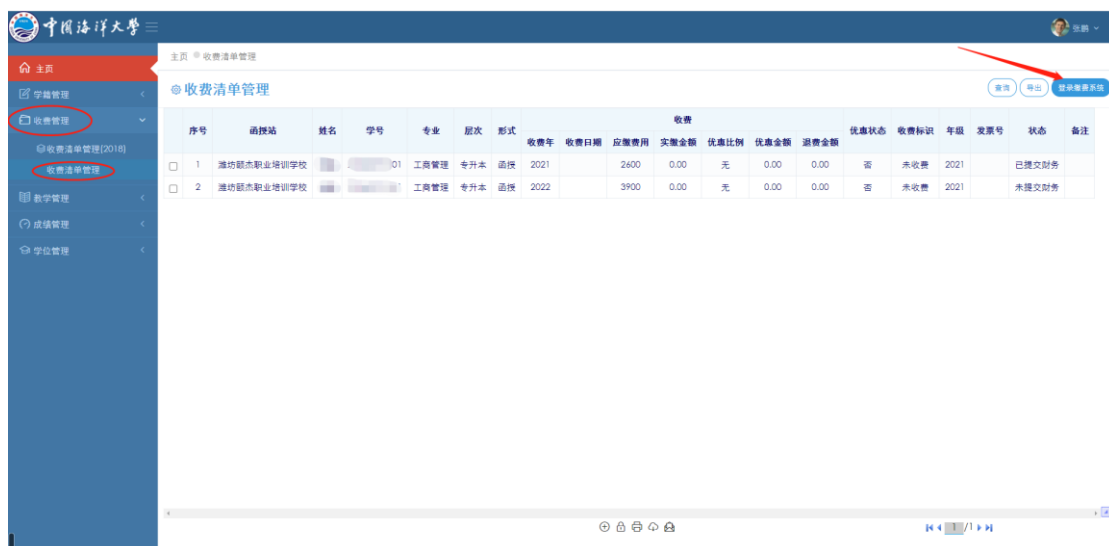 中国海洋大学
张鹏
主页 收费清单管理
主页
学籍管理
收费管理
收费清单管理[2018]
收费清单管理
教学管理
成绩管理
学位管理
收费清单管理
查询 导出 登录缴费系统
序号 函授站 姓名 学号 专业 层次 形式 收费 优惠状态 收费标识 年级 发票号 状态 备注
收费年 收费日期 应缴费用 实缴金额 优惠比例 优惠金额 退费金额
1 潍坊颐杰职业培训学校 01 工商管理 专升本 函授 2021 2600 0.00 无 0.00 0.00 否 未收费 2021 已提交财务
2 潍坊颐杰职业培训学校 工商管理 专升本 函授 2022 3900 0.00 无 0.00 0.00 否 未收费 2021 未提交财务
1 /1